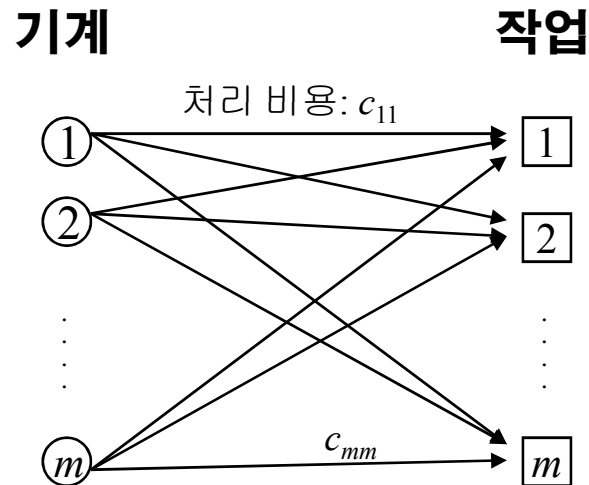 기계 작업
처리 비용: c11
1 1
2 2
. .
. .
. .
. .
cmm
m m